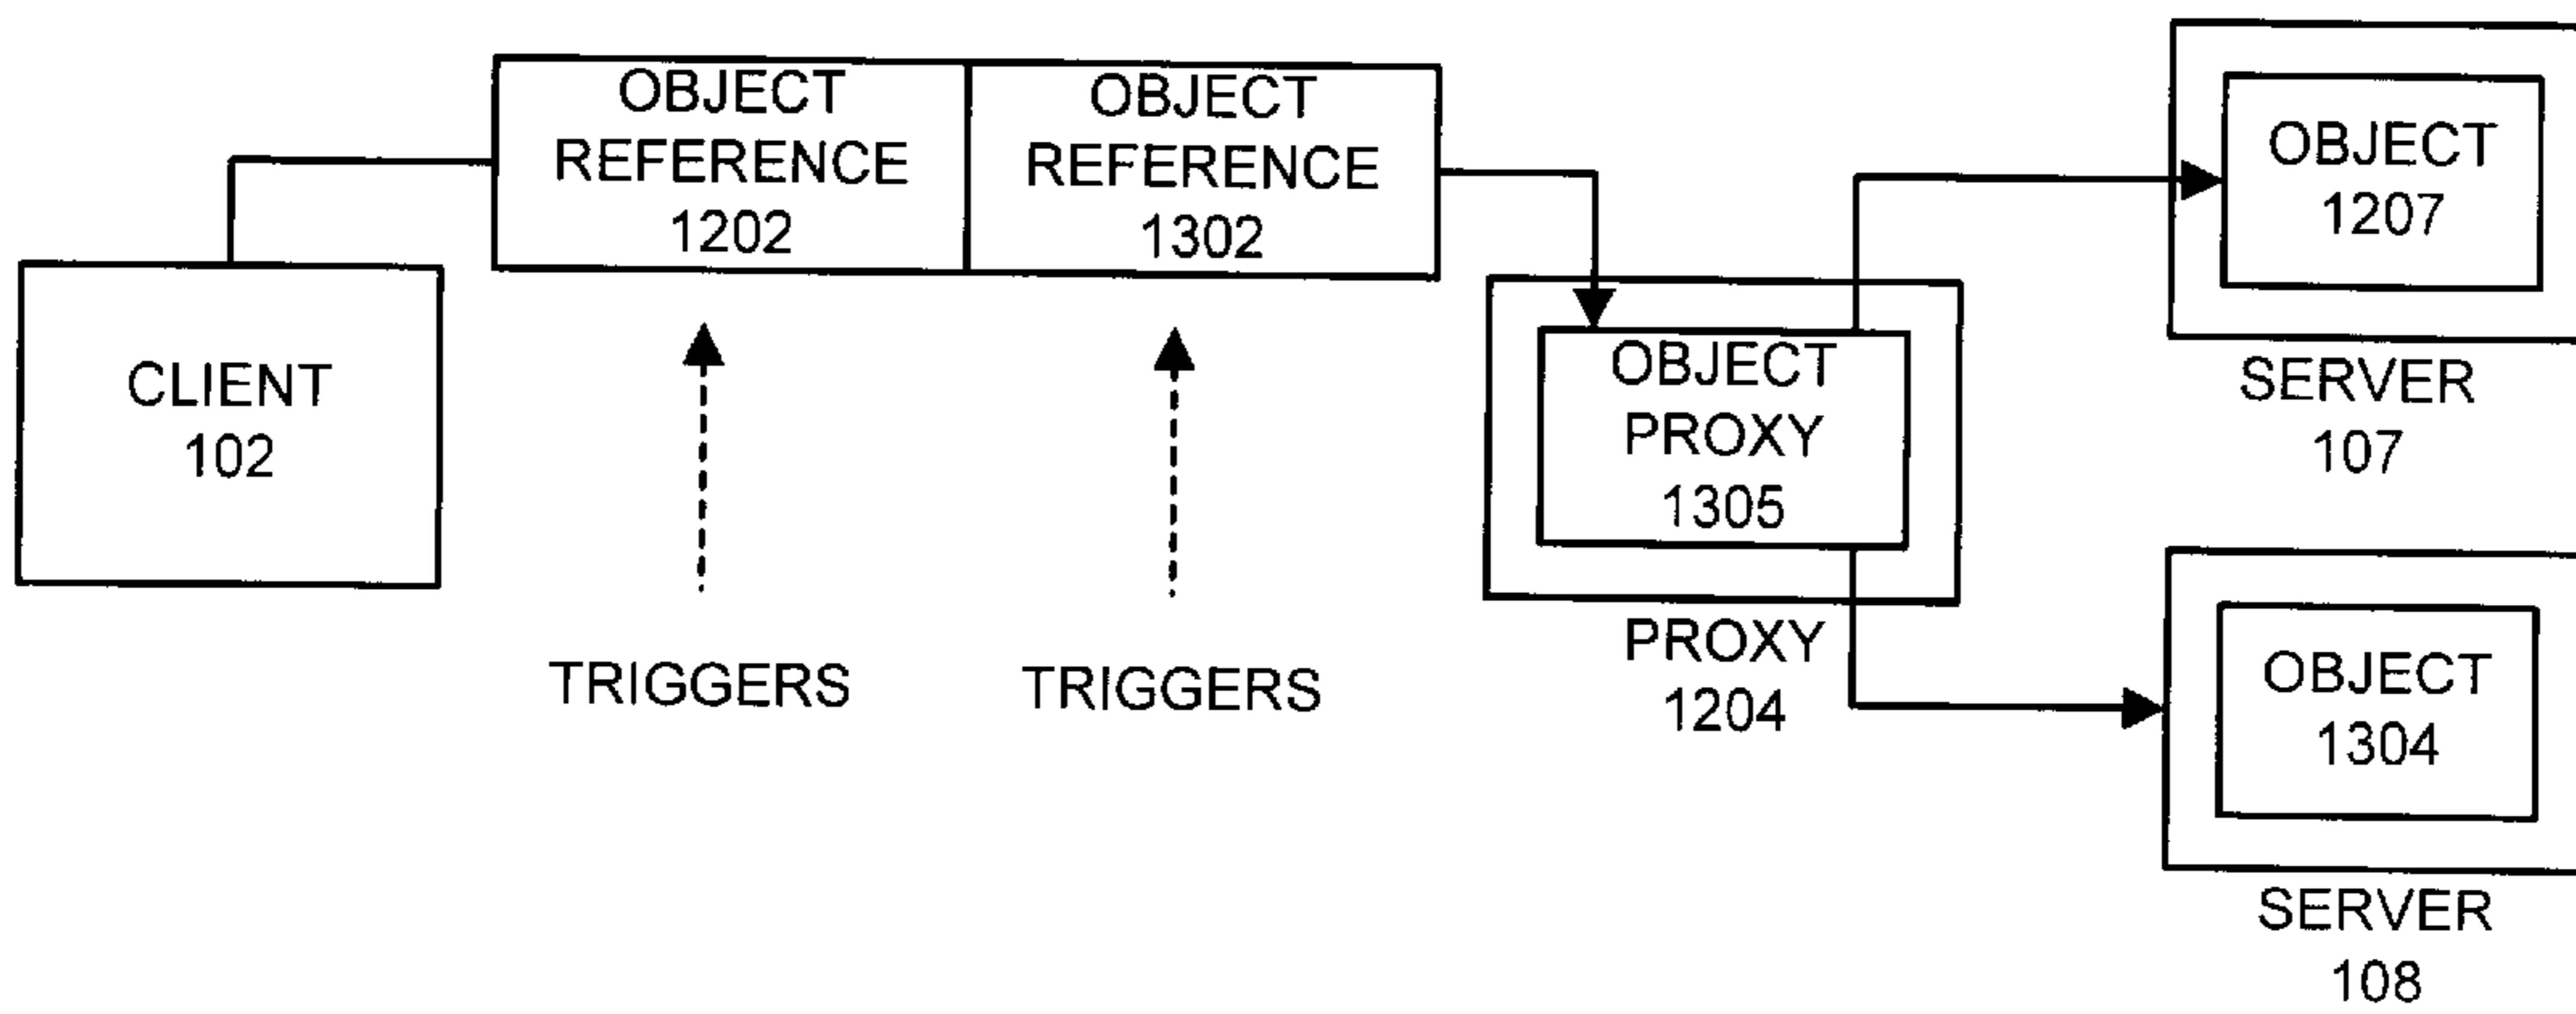 OBJECT
REFERENCE
1202
OBJECT
REFERENCE
1302
CLIENT
102
TRIGGERS
TRIGGERS
OBJECT
PROXY
1305
PROXY
1204
OBJECT
1207
SERVER
107
OBJECT
1304
SERVER
108